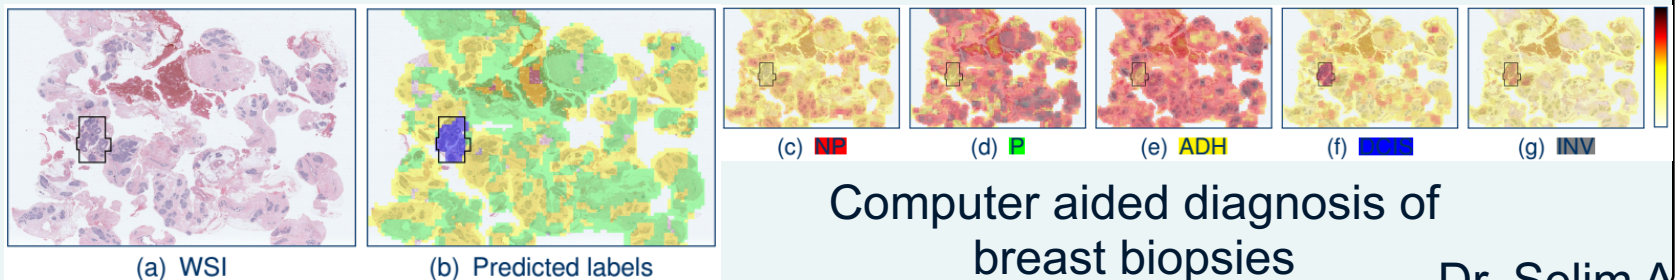 (a) WSI
(b) Predicted labels
(c) NP
(d) P
(e) ADH
(f) DCIS
(g) INV
Computer aided diagnosis of
breast biopsies
Dr. Selim A